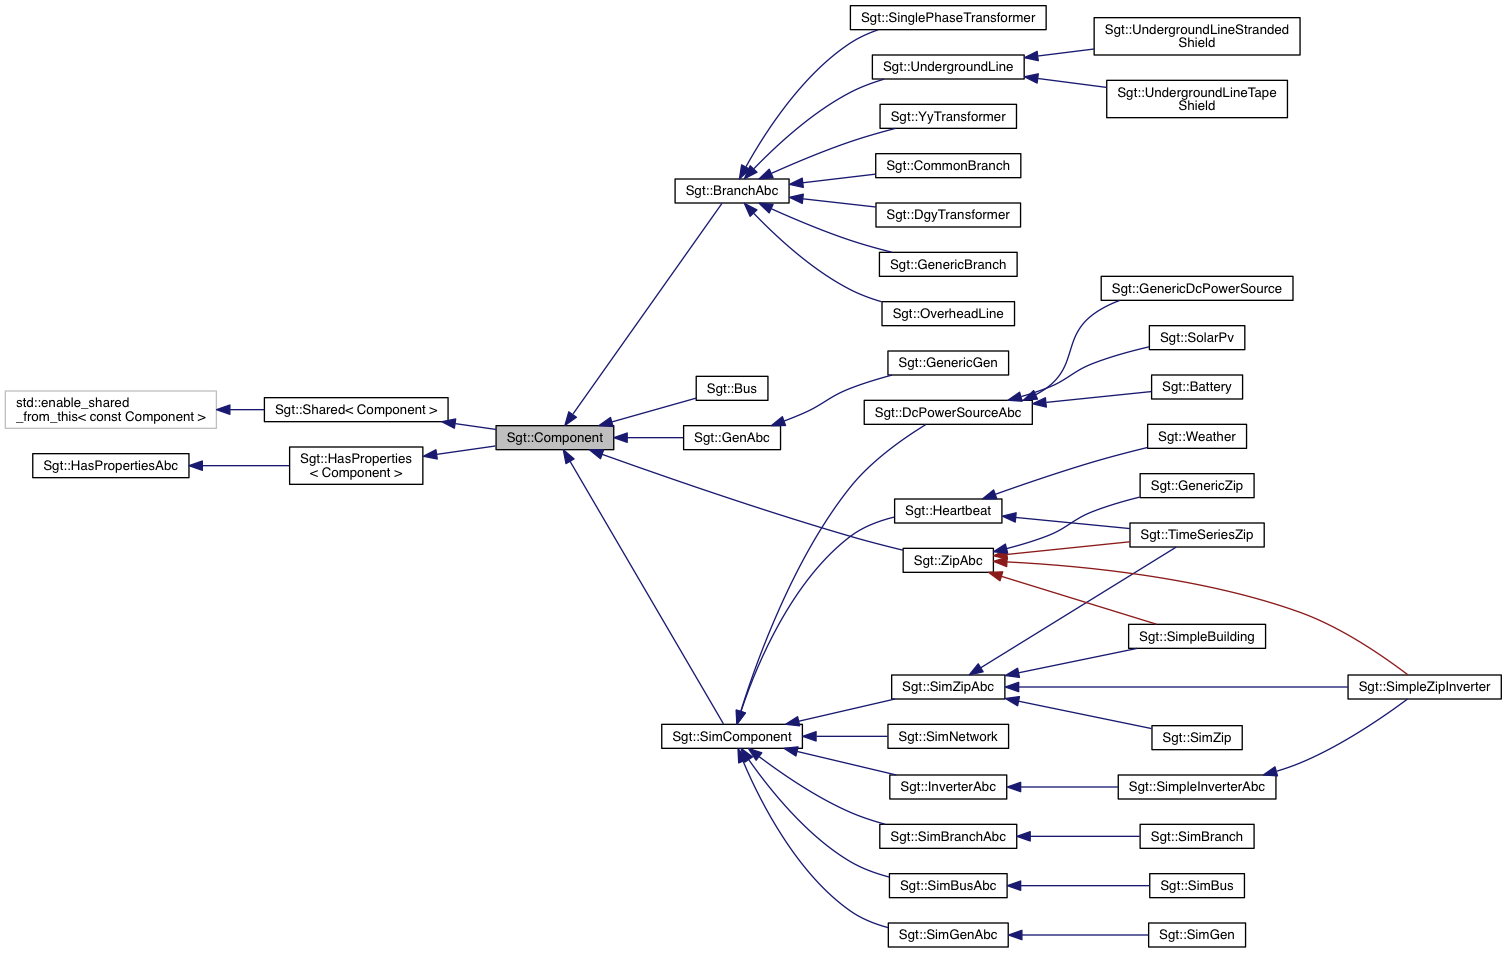 Sgt::SinglePhaseTransformer
Sgt::UndergroundLineStranded
Shield
Sgt::UndergroundLine
Sgt::UndergroundLineTape
Shield
Sgt::YyTransformer
Sgt::CommonBranch
Sgt::BranchAbc
Sgt::DgyTransformer
Sgt::GenericBranch
Sgt::GenericDcPowerSource
Sgt::OverheadLine
Sgt::SolarPv
Sgt::GenericGen
Sgt::Bus
Sgt::Battery
std::enable_shared
_from_this< const Component >
Sgt::Shared< Component >
Sgt::DcPowerSourceAbc
Sgt::Component
Sgt::GenAbc
Sgt::Weather
Sgt::HasPropertiesAbc
Sgt::HasProperties
< Component >
Sgt::GenericZip
Sgt::Heartbeat
Sgt::TimeSeriesZip
Sgt::ZipAbc
Sgt::SimpleBuilding
Sgt::SimZipAbc
Sgt::SimpleZipInverter
Sgt::SimComponent
Sgt::SimNetwork
Sgt::SimZip
Sgt::InverterAbc
Sgt::SimpleInverterAbc
Sgt::SimBranchAbc
Sgt::SimBranch
Sgt::SimBusAbc
Sgt::SimBus
Sgt::SimGenAbc
Sgt::SimGen